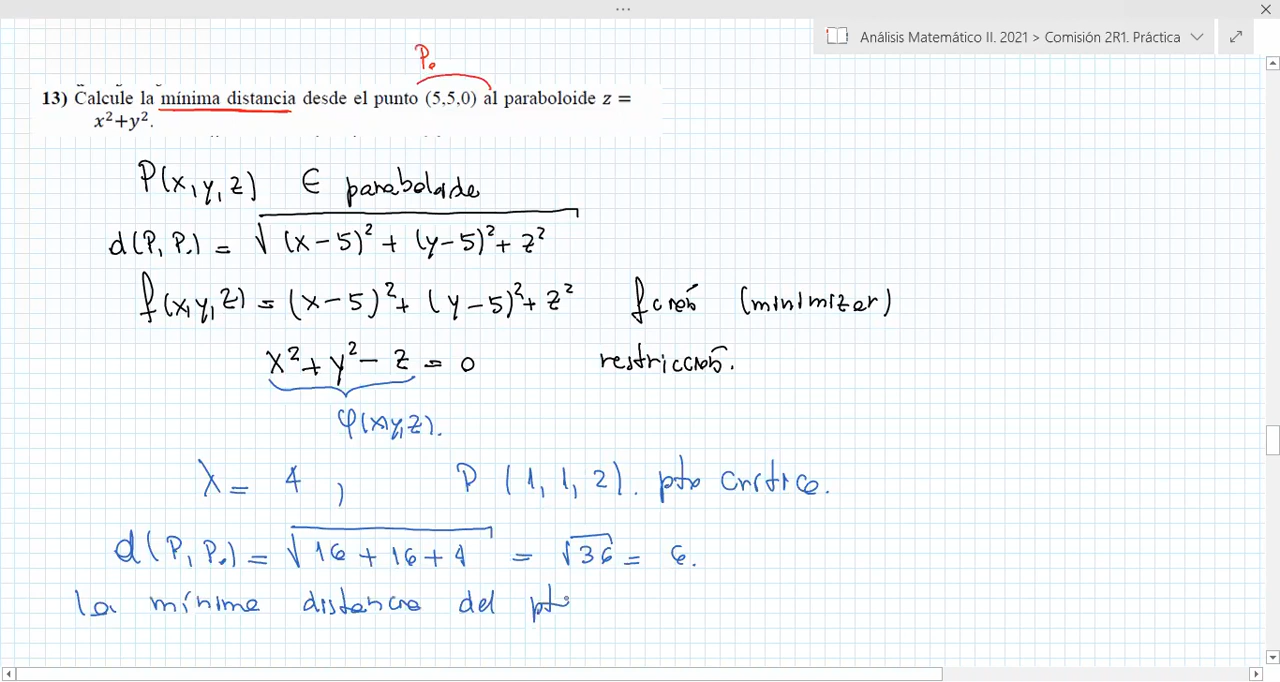 Análisis Matemático II. 2021 > Comisión 2R1. Práctica
P₀
13) Calcule la mínima distancia desde el punto (5,5,0) al paraboloide z =
x²+y².
P(x,y,z) ∈ paraboloide
d(P, P₀) = √(x-5)² + (y-5)² + z²
f(x,y,z) = (x-5)² + (y-5)² + z² función (minimizar)
x² + y² - z = 0 restricción.
φ(x,y,z).
λ = 4, P (1, 1, 2). pto crítico.
d(P, P₀) = √16 + 16 + 4 = √36 = 6.
la mínima distancia del pto